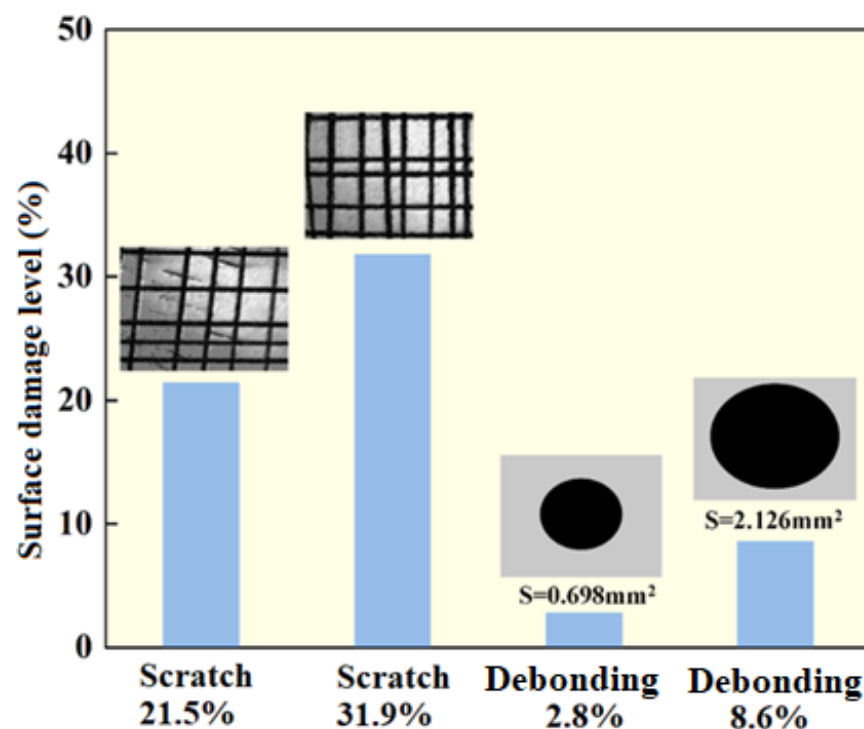 50
40
30
20
10
0
Surface damage level (%)
S=0.698mm²
S=2.126mm²
Scratch
21.5%
Scratch
31.9%
Debonding
2.8%
Debonding
8.6%